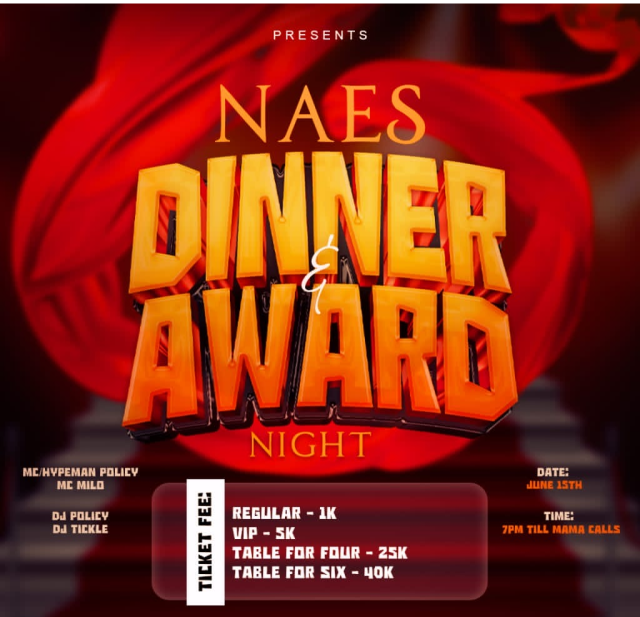 PRESENTS
NAES
DINNER
&
AWARD
NIGHT
MC/HYPEMAN POLICY
MC MILO
DJ POLICY
DJ TICKLE
TICKET FEE:
REGULAR - 1K
VIP - 5K
TABLE FOR FOUR - 25K
TABLE FOR SIX - 40K
DATE:
JUNE 15TH
TIME:
7PM TILL MAMA CALLS